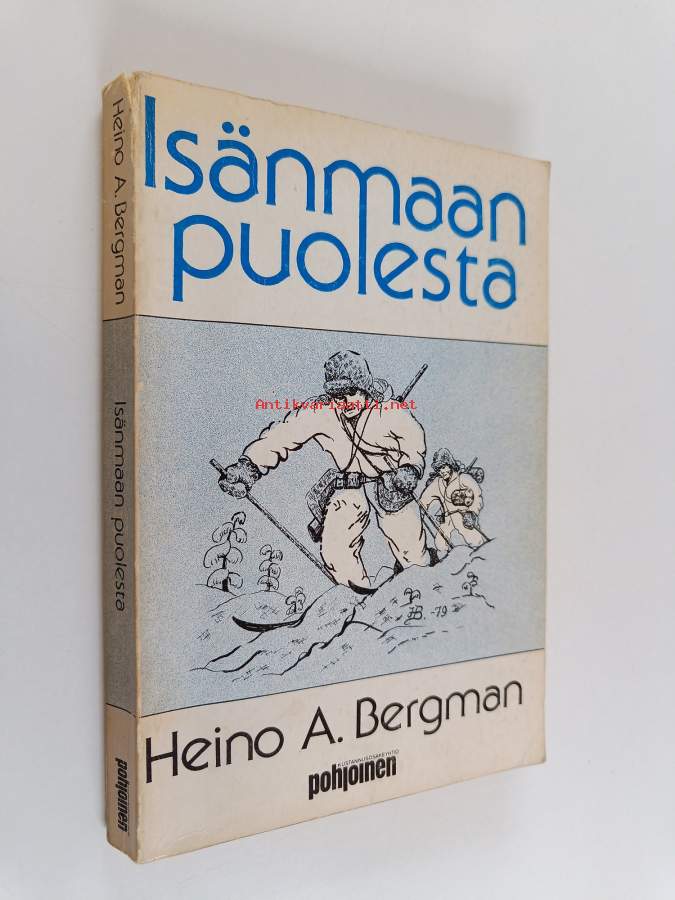 Isänmaan
puolesta
Antikvariaatti.net
HB. -79
Heino A. Bergman
KUSTANNUSOSAKEYHTIÖ
pohjoinen
Heino A. Bergman
Isänmaan puolesta
pohjoinen